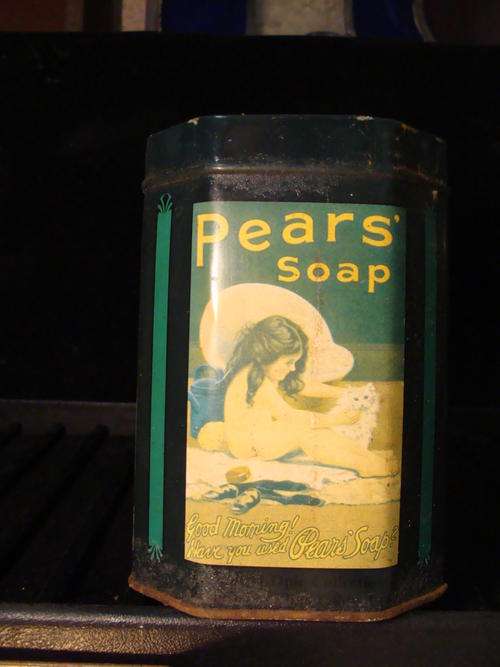 Pears'
Soap
Good Morning!
Have you used Pears' Soap?